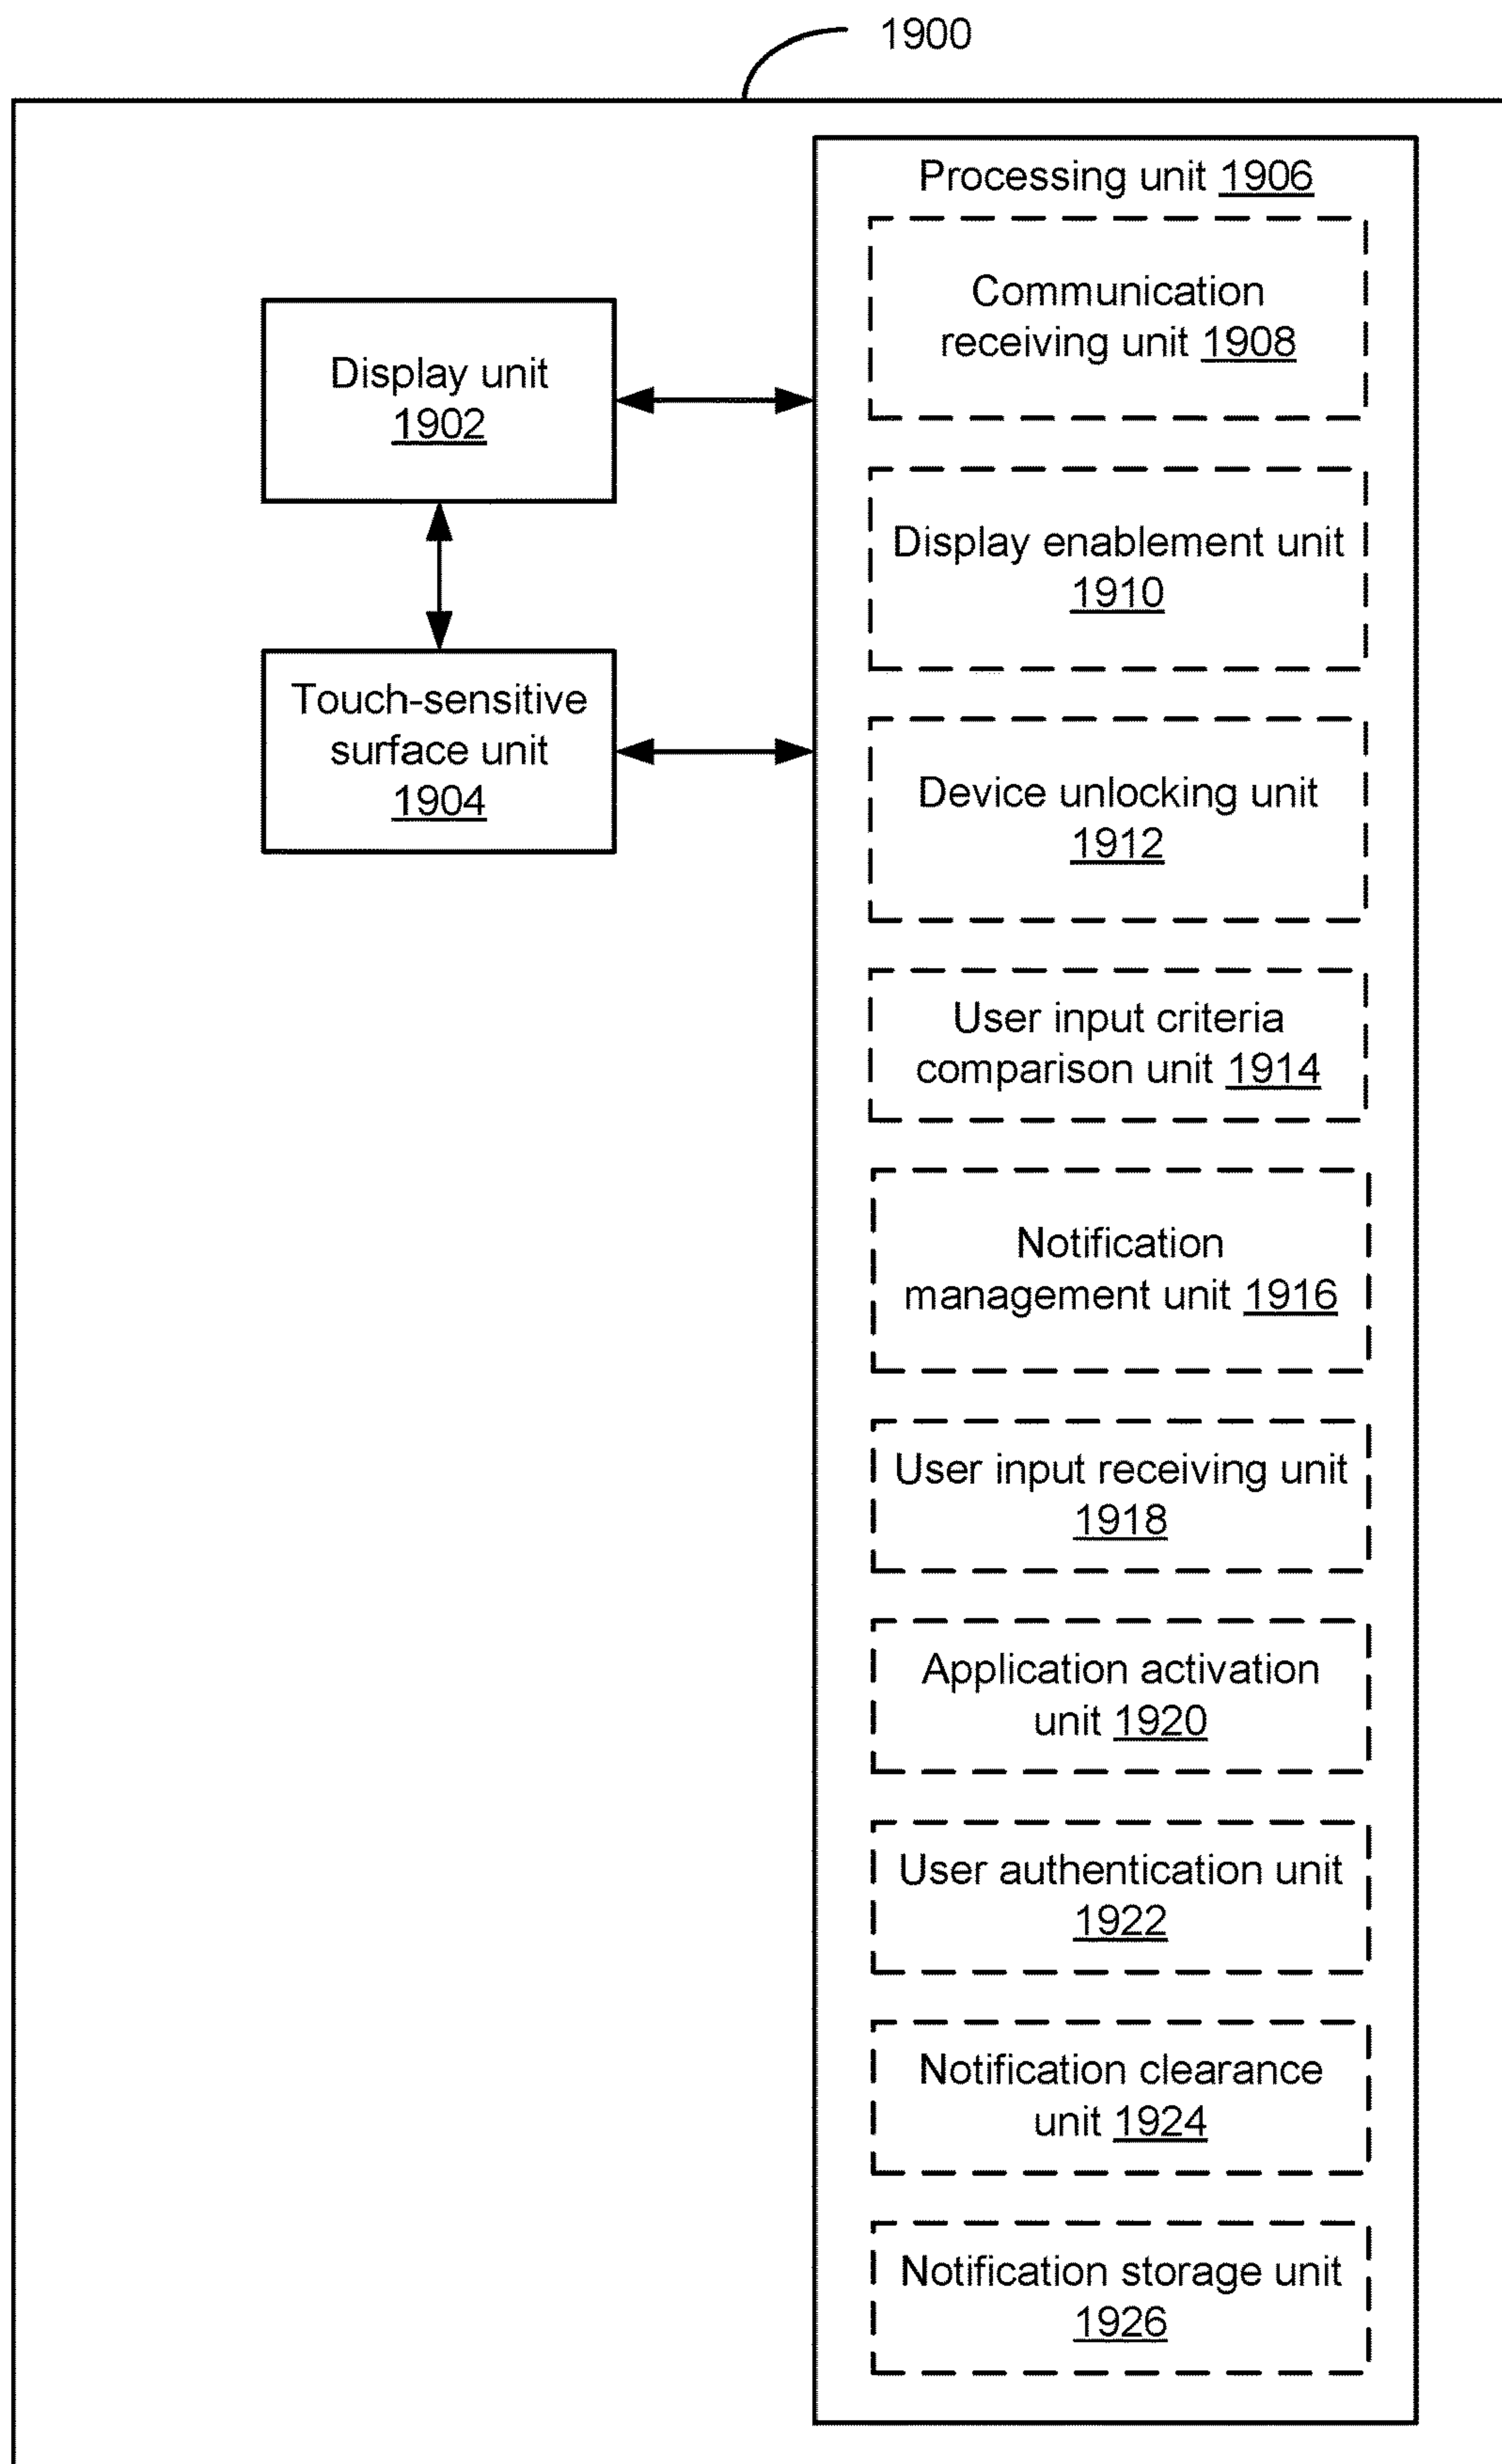 1900
Processing unit 1906
Communication
receiving unit 1908
Display unit
1902
Display enablement unit
1910
Touch-sensitive
surface unit
1904
Device unlocking unit
1912
User input criteria
comparison unit 1914
Notification
management unit 1916
User input receiving unit
1918
Application activation
unit 1920
User authentication unit
1922
Notification clearance
unit 1924
Notification storage unit
1926